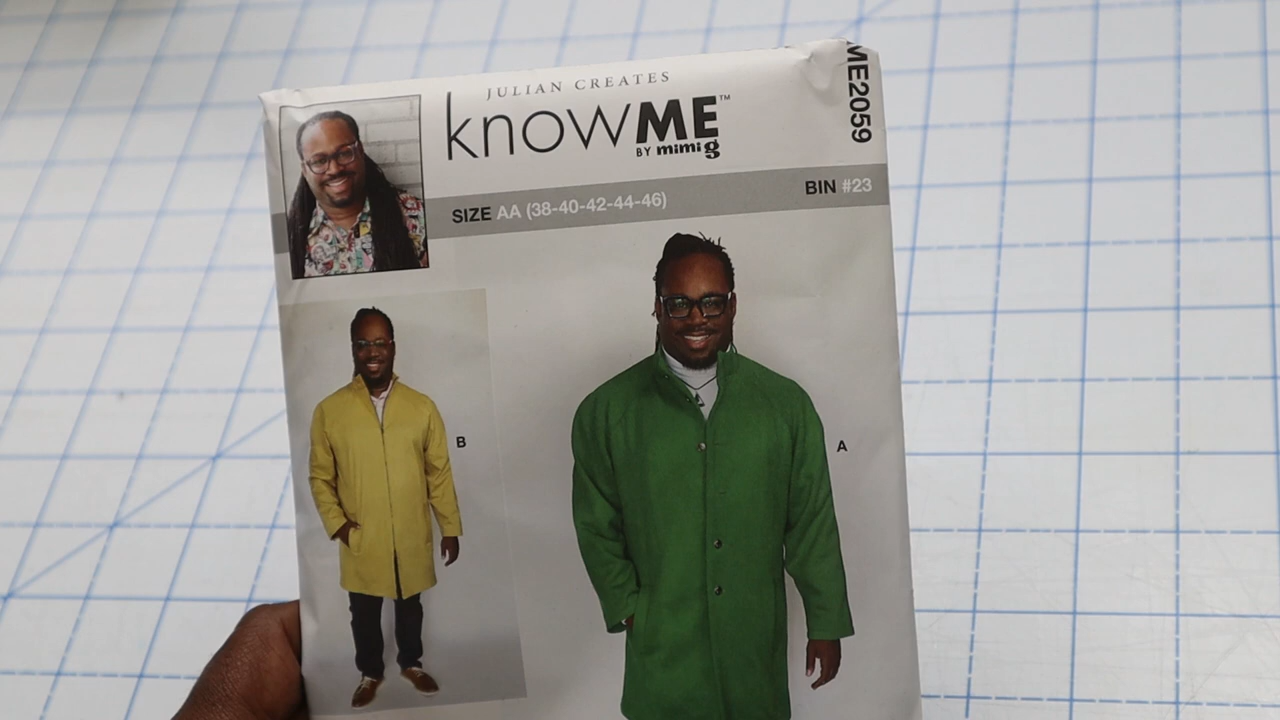 JULIAN CREATES
knowME™
BY mimi g
ME2059
SIZE AA (38-40-42-44-46)
BIN #23
B
A